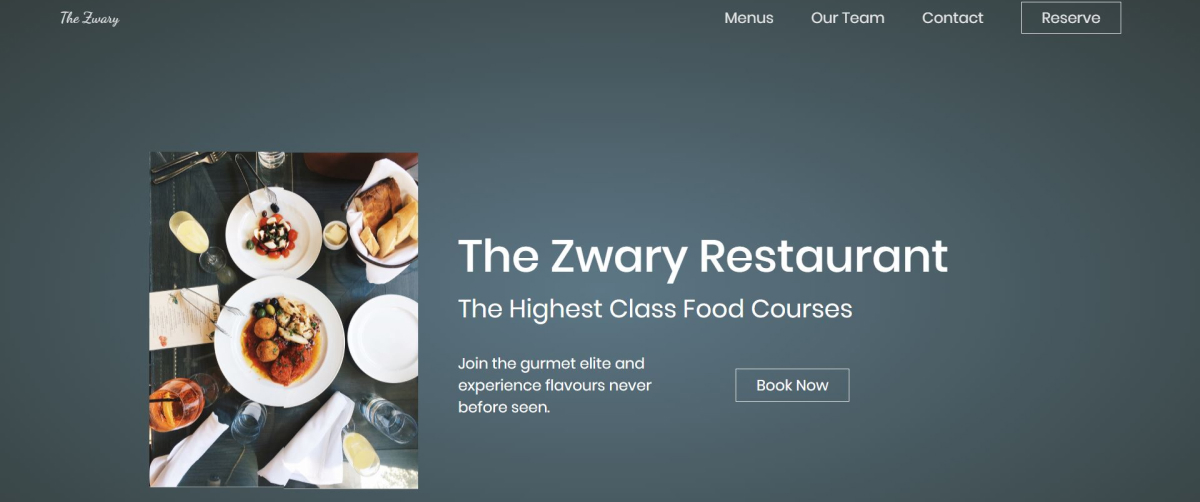 The Zwary
Menus Our Team Contact Reserve
The Zwary Restaurant
The Highest Class Food Courses
Join the gurmet elite and
experience flavours never
before seen.
Book Now